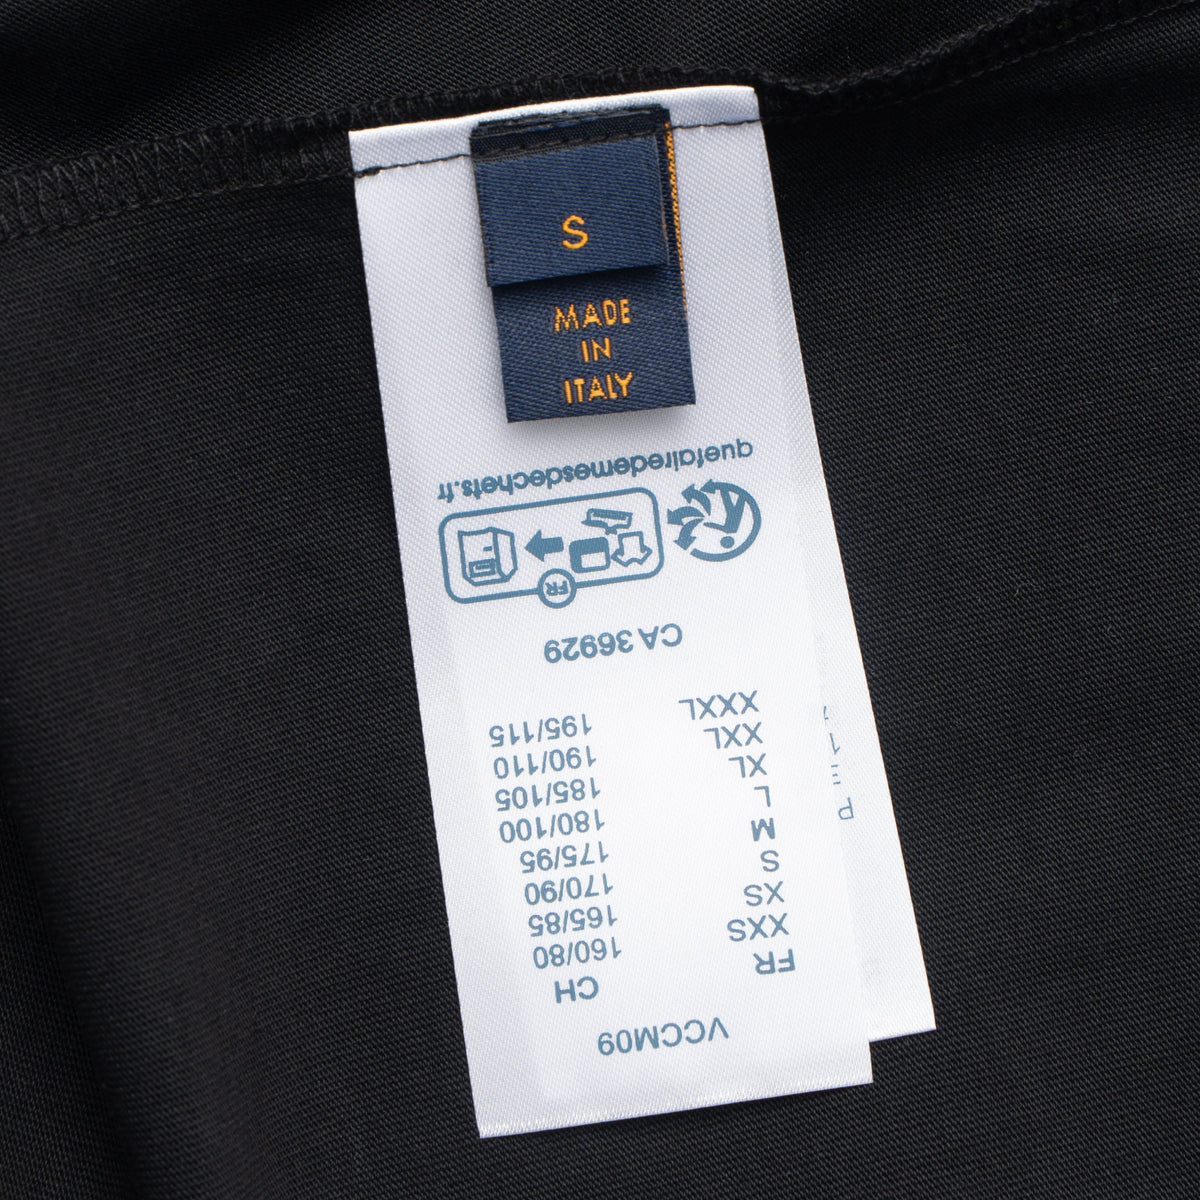 S
MADE
IN
ITALY
VCCM09
FR CH
XXS 160/80
XS 165/85
S 170/90
M 175/95
L 180/100
XL 185/105
XXL 190/110
XXXL 195/115
CA 36929
FR
quefairedemesdechets.fr